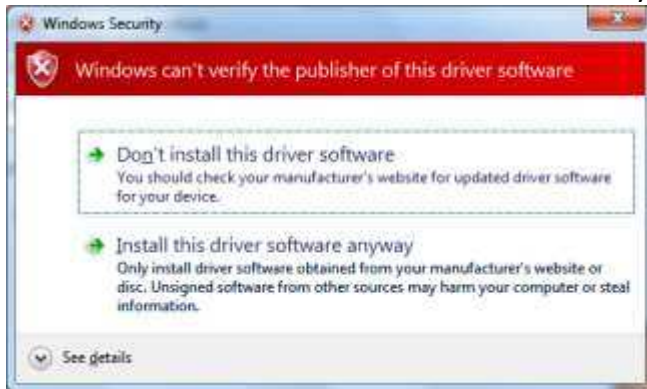 Windows Security
Windows can't verify the publisher of this driver software
Don't install this driver software
You should check your manufacturer's website for updated driver software
for your device.
Install this driver software anyway
Only install driver software obtained from your manufacturer's website or
disc. Unsigned software from other sources may harm your computer or steal
information.
See details